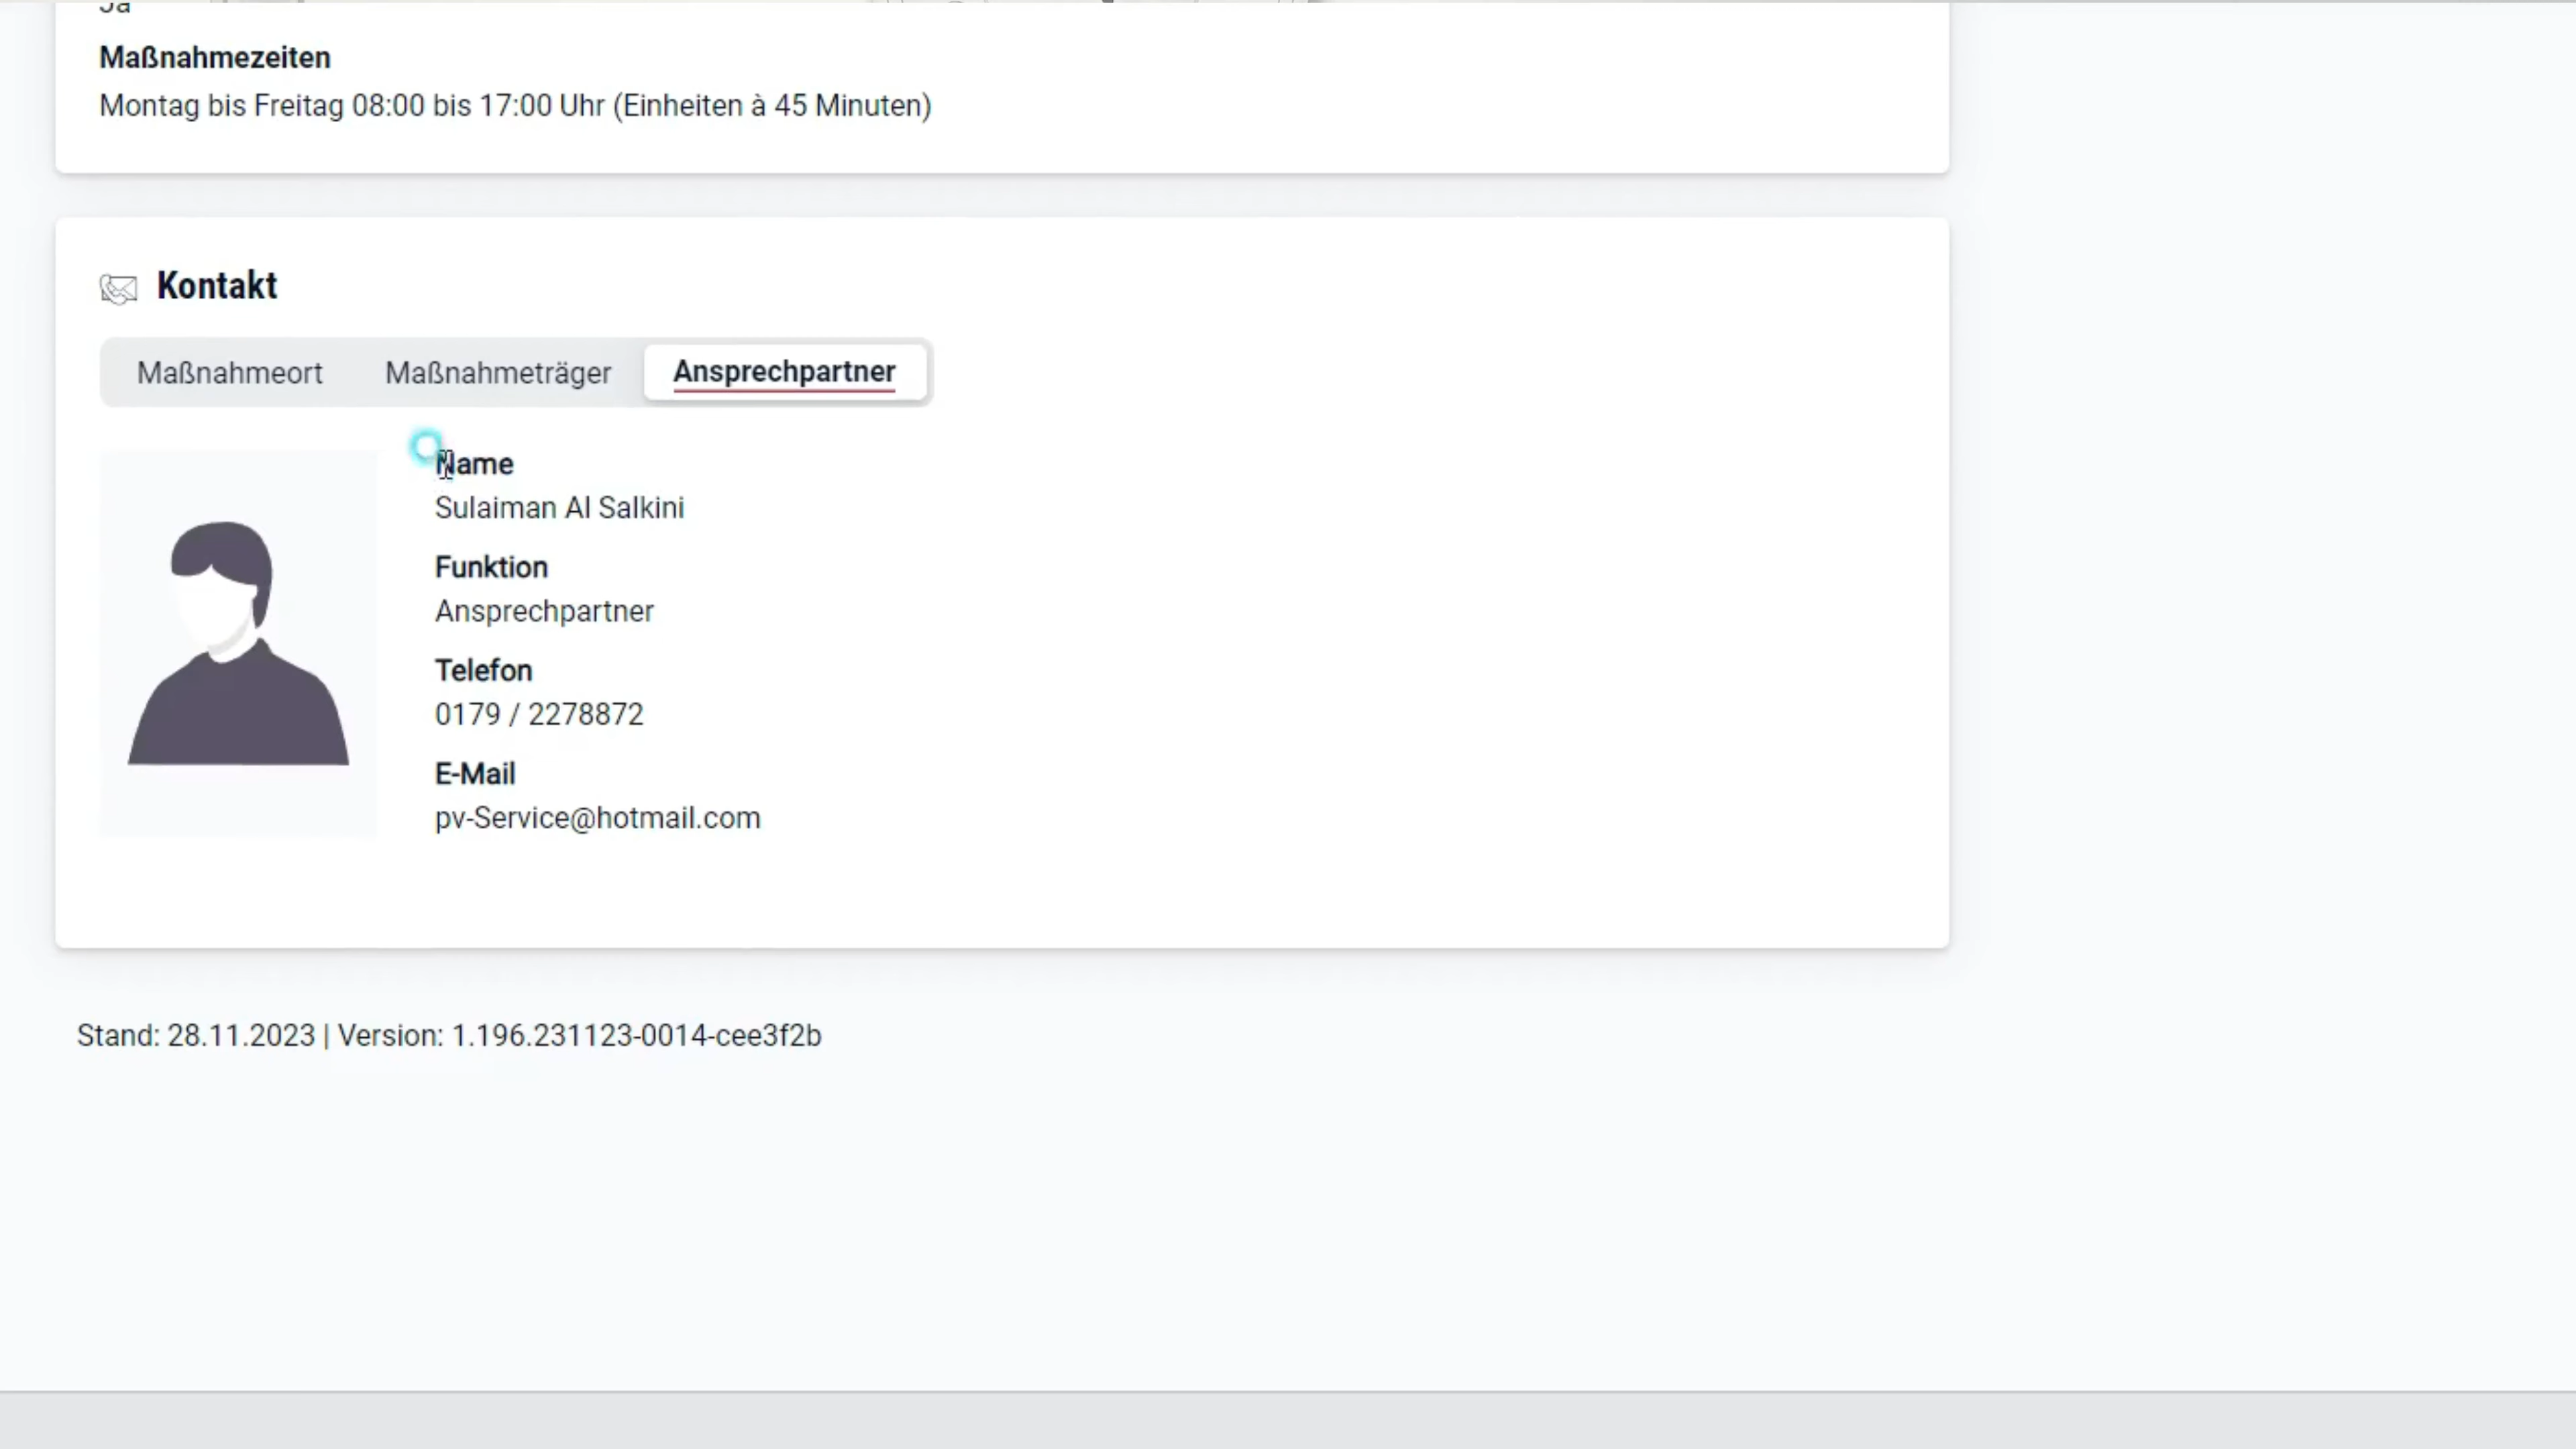 Ja
Maßnahmezeiten
Montag bis Freitag 08:00 bis 17:00 Uhr (Einheiten à 45 Minuten)
Kontakt
Maßnahmeort Maßnahmeträger Ansprechpartner
Name
Sulaiman Al Salkini
Funktion
Ansprechpartner
Telefon
0179 / 2278872
E-Mail
pv-Service@hotmail.com
Stand: 28.11.2023 | Version: 1.196.231123-0014-cee3f2b